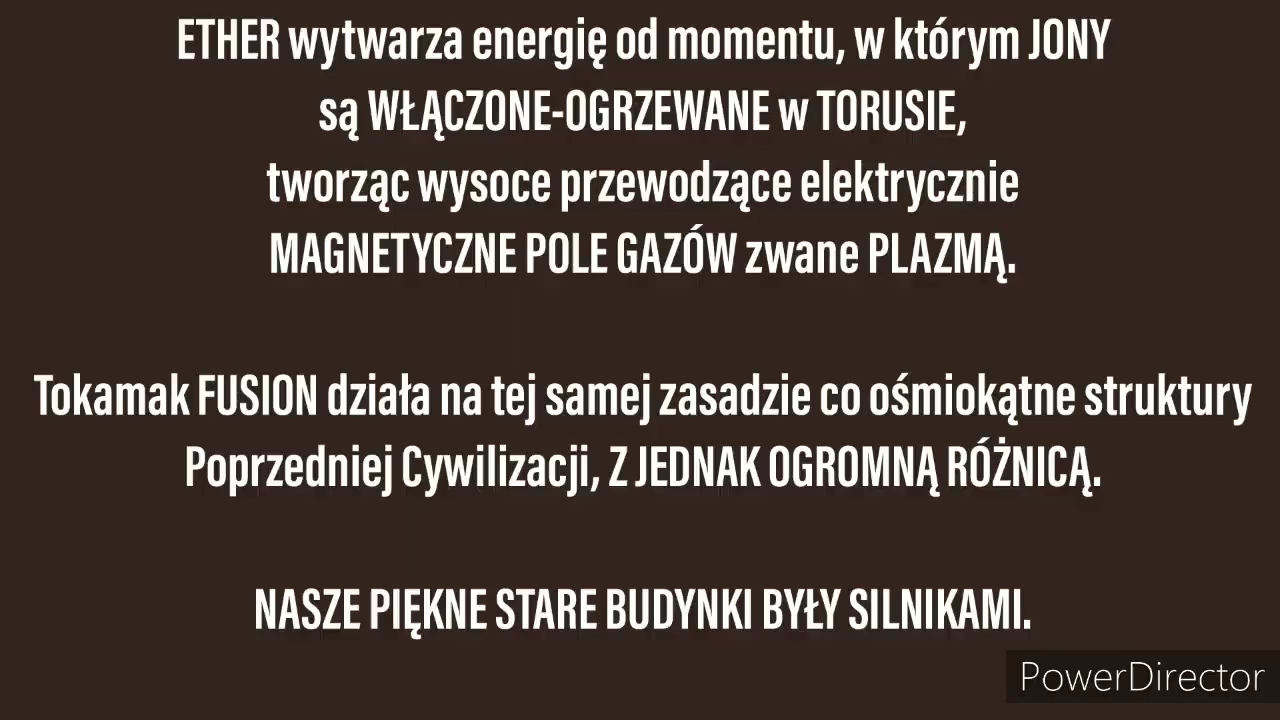 ETHER wytwarza energię od momentu, w którym JONY
są WŁĄCZONE-OGRZEWANE w TORUSIE,
tworząc wysoce przewodzące elektrycznie
MAGNETYCZNE POLE GAZÓW zwane PLAZMĄ.
Tokamak FUSION działa na tej samej zasadzie co ośmiokątne struktury
Poprzedniej Cywilizacji, Z JEDNAK OGROMNĄ RÓŻNICĄ.
NASZE PIĘKNE STARE BUDYNKI BYŁY SILNIKAMI.
PowerDirector